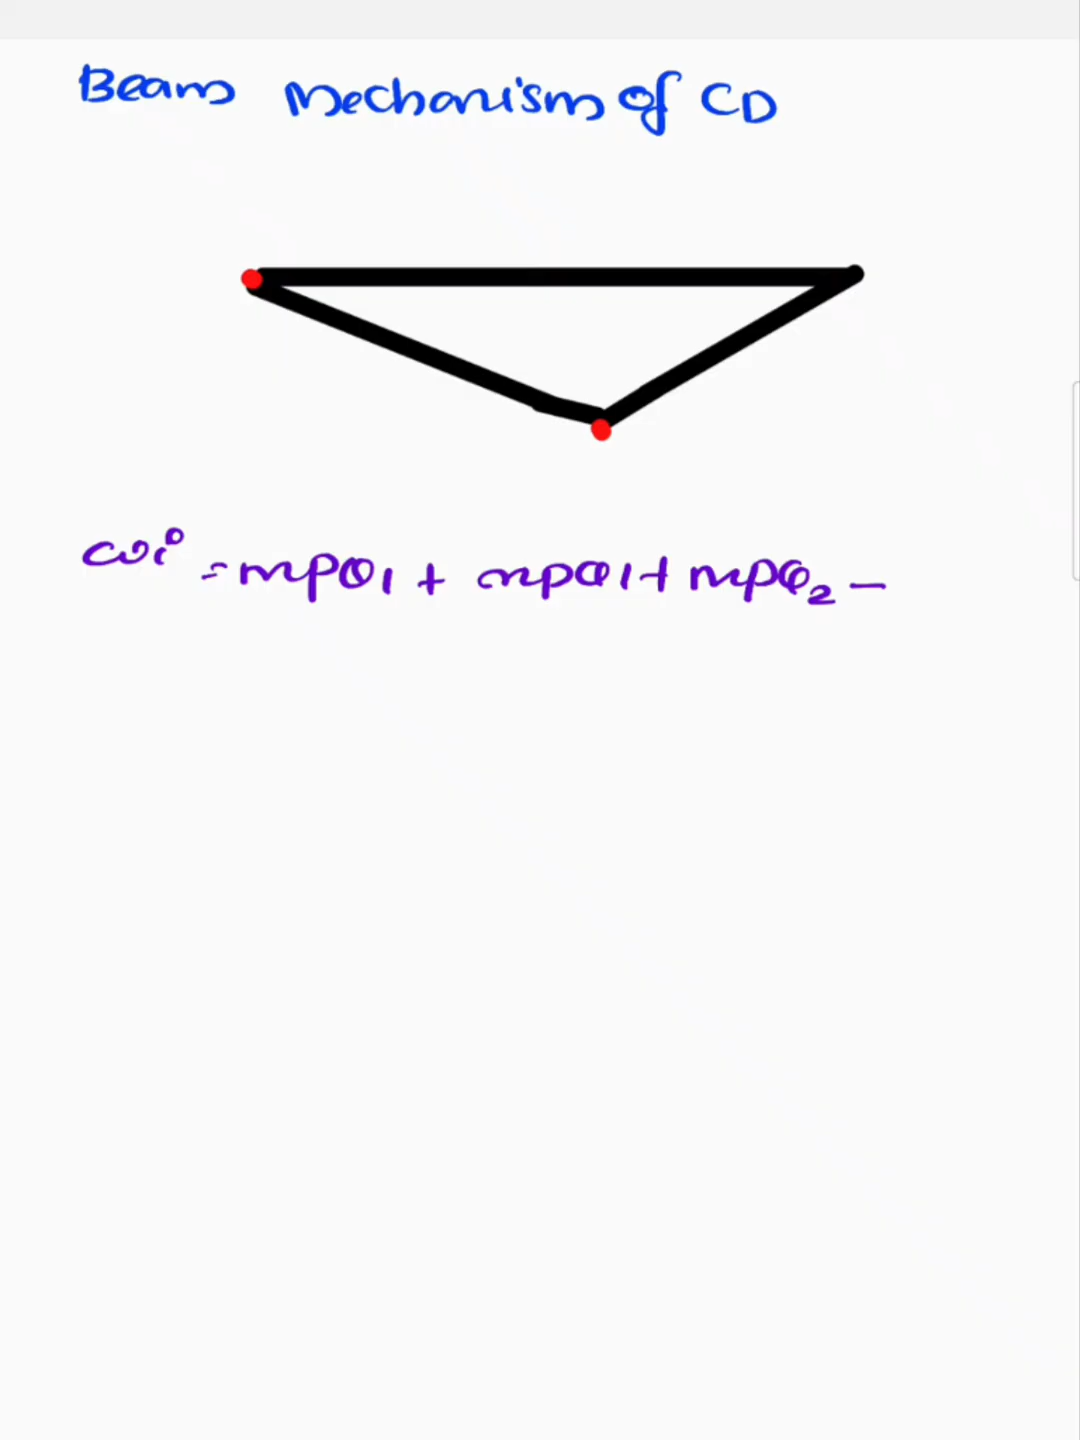 Beam Mechanism of CD
wi = mpθ1 + mpθ1 + mpθ2 -